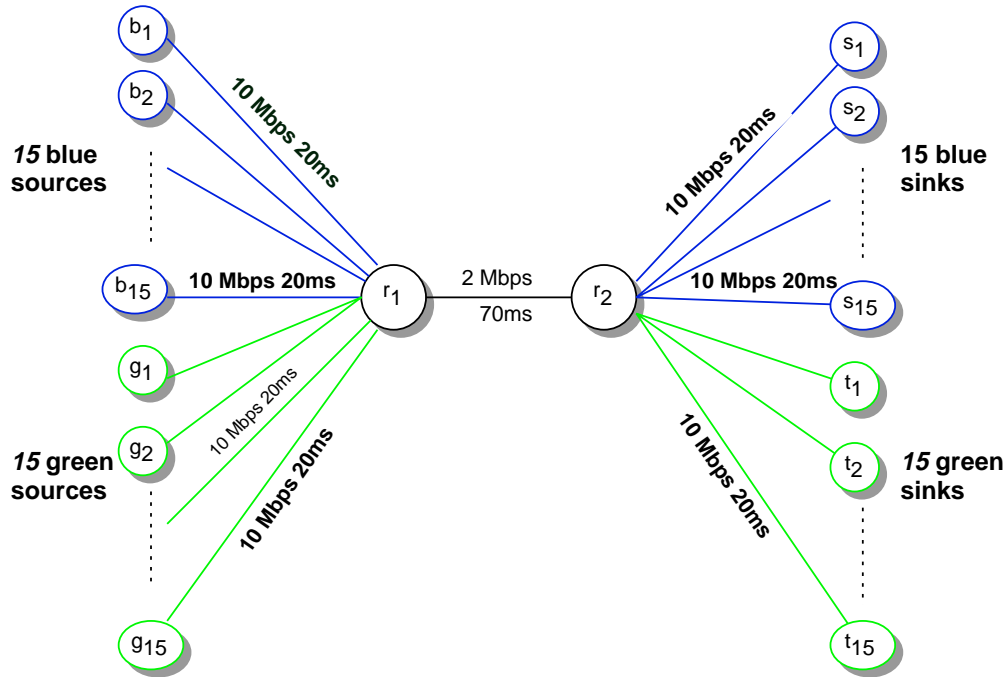 b1
s1
b2
s2
10 Mbps 20ms
10 Mbps 20ms
15 blue
sources
15 blue
sinks
b15
10 Mbps 20ms
r1
2 Mbps
70ms
r2
10 Mbps 20ms
s15
g1
t1
10 Mbps 20ms
g2
t2
15 green
sources
10 Mbps 20ms
10 Mbps 20ms
15 green
sinks
g15
t15